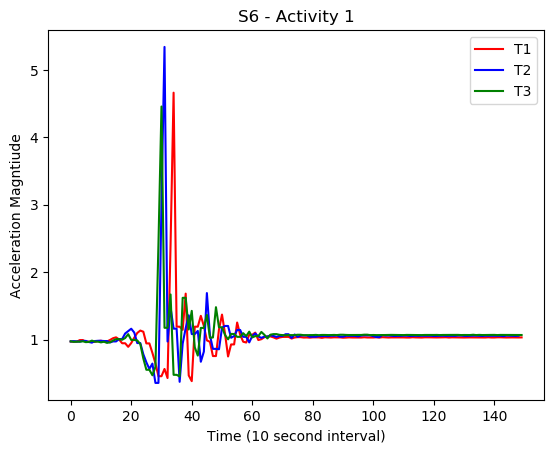 S6 - Activity 1
T1
T2
T3
Acceleration Magntiude
5
4
3
2
1
0
20
40
60
80
100
120
140
Time (10 second interval)